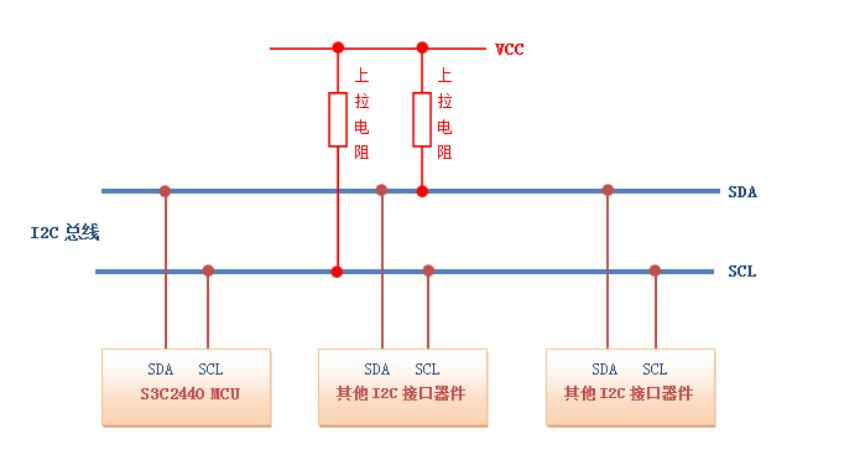 VCC
上拉电阻
上拉电阻
SDA
I2C 总线
SCL
SDA SCL
S3C2440 MCU
SDA SCL
其他 I2C 接口器件
SDA SCL
其他 I2C 接口器件